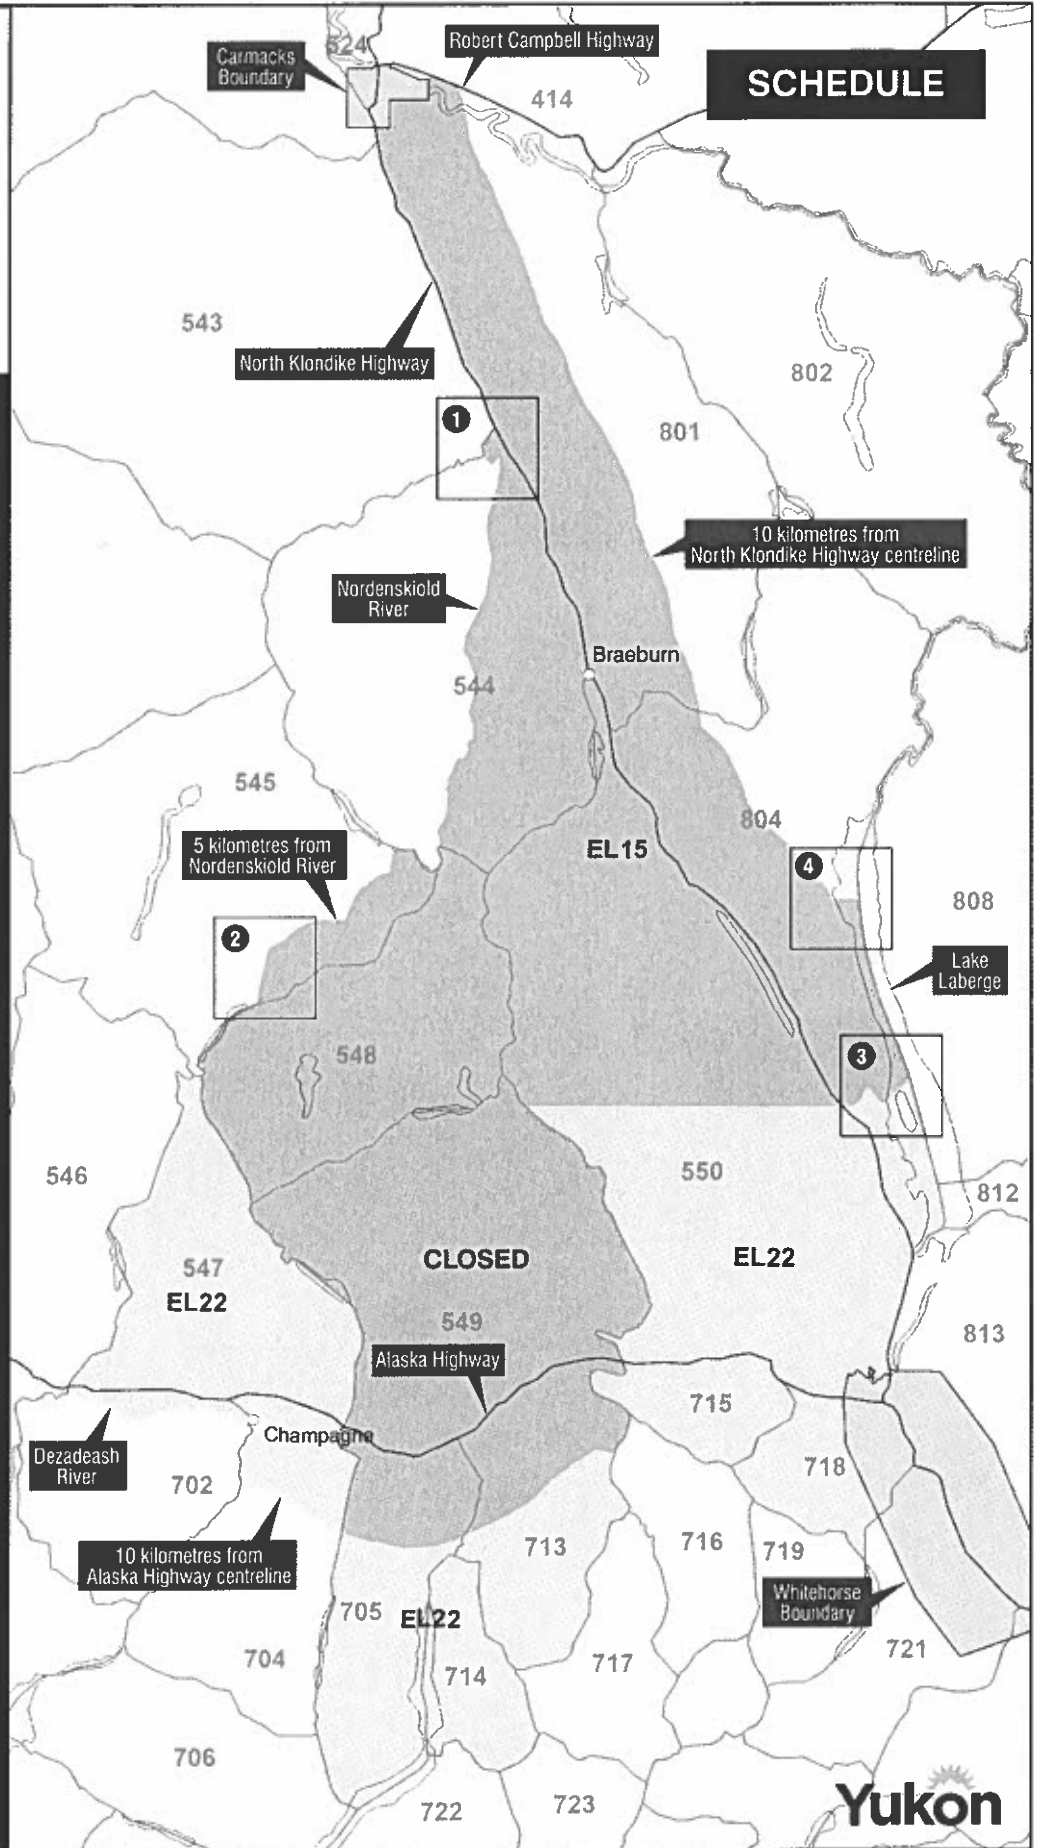 524
Carmacks
Boundary
Robert Campbell Highway
SCHEDULE
414
543
North Klondike Highway
802
1
801
10 kilometres from
North Klondike Highway centreline
Nordenskiold
River
Braeburn
544
545
804
5 kilometres from
Nordenskiold River
EL15
4
808
2
Lake
Laberge
3
548
546
550
812
547
EL22
CLOSED
EL22
549
813
Alaska Highway
715
Champagne
Dezadeash
River
702
718
10 kilometres from
Alaska Highway centreline
713
716
719
Whitehorse
Boundary
705
EL22
704
714
717
721
706
722
723
Yukon